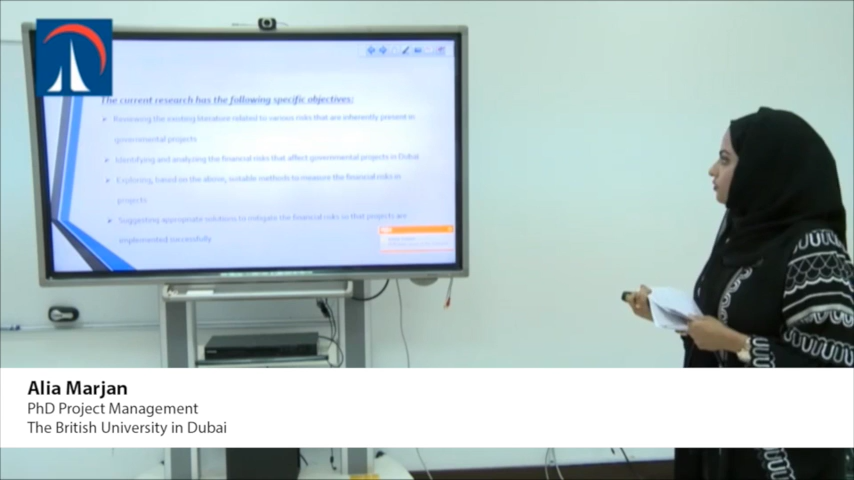 The current research has the following specific objectives:
Reviewing the existing literature related to various risks that are inherently present in
governmental projects
Identifying and analyzing the financial risks that affect governmental projects in Dubai
Exploring, based on the above, suitable methods to measure the financial risks in
projects
Suggesting appropriate solutions to mitigate the financial risks so that projects are
implemented successfully
Alia Marjan
PhD Project Management
The British University in Dubai